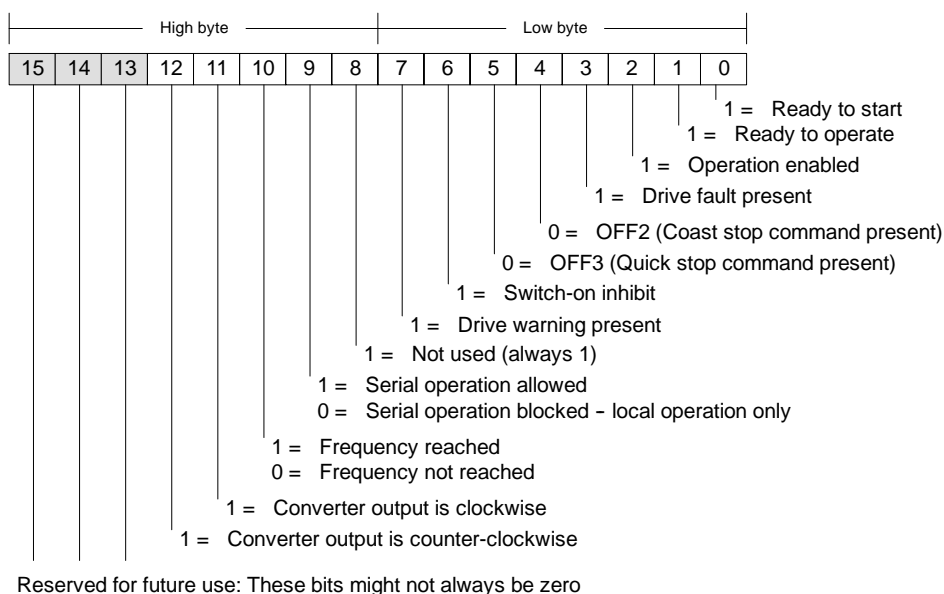 High byte Low byte
15 14 13 12 11 10 9 8 7 6 5 4 3 2 1 0
1 = Ready to start
1 = Ready to operate
1 = Operation enabled
1 = Drive fault present
0 = OFF2 (Coast stop command present)
0 = OFF3 (Quick stop command present)
1 = Switch-on inhibit
1 = Drive warning present
1 = Not used (always 1)
1 = Serial operation allowed
0 = Serial operation blocked – local operation only
1 = Frequency reached
0 = Frequency not reached
1 = Converter output is clockwise
1 = Converter output is counter-clockwise
Reserved for future use: These bits might not always be zero